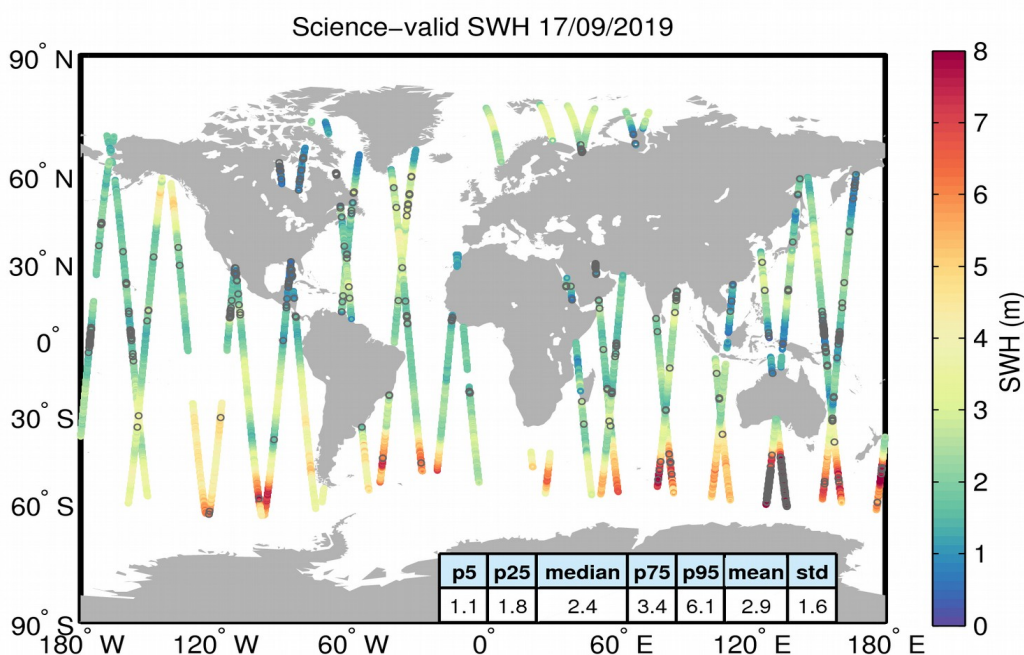 Science−valid SWH 17/09/2019
90° N
60° N
30° N
0°
30° S
60° S
90° S
180° W
120° W
60° W
0°
60° E
120° E
180° E
8
7
6
5
4
3
2
1
0
SWH (m)
p5 p25 median p75 p95 mean std
1.1 1.8 2.4 3.4 6.1 2.9 1.6